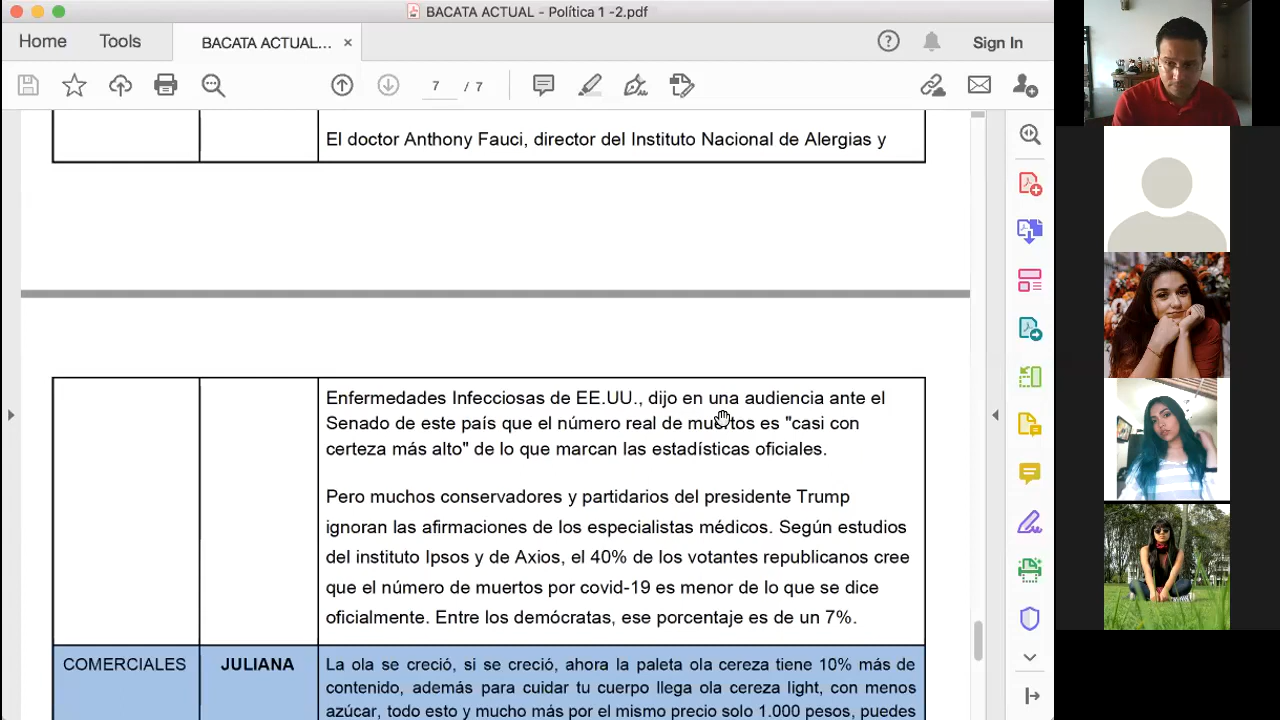 BACATA ACTUAL - Política 1 -2.pdf
Home
Tools
BACATA ACTUAL...
×
Sign In
7
/ 7
El doctor Anthony Fauci, director del Instituto Nacional de Alergias y
Enfermedades Infecciosas de EE.UU., dijo en una audiencia ante el
Senado de este país que el número real de muertos es "casi con
certeza más alto" de lo que marcan las estadísticas oficiales.
Pero muchos conservadores y partidarios del presidente Trump
ignoran las afirmaciones de los especialistas médicos. Según estudios
del instituto Ipsos y de Axios, el 40% de los votantes republicanos cree
que el número de muertos por covid-19 es menor de lo que se dice
oficialmente. Entre los demócratas, ese porcentaje es de un 7%.
COMERCIALES
JULIANA
La ola se creció, si se creció, ahora la paleta ola cereza tiene 10% más de
contenido, además para cuidar tu cuerpo llega ola cereza light, con menos
azúcar, todo esto y mucho más por el mismo precio solo 1.000 pesos, puedes